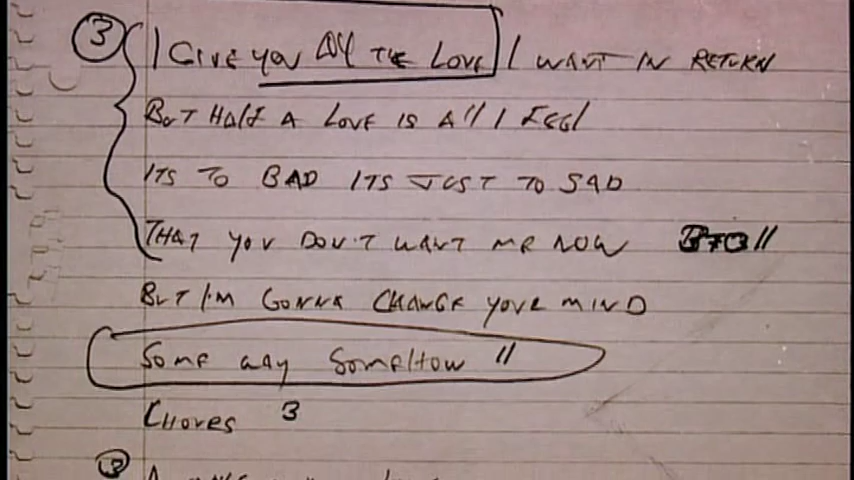 3 I GIVE YOU All THE LOVE I WANT IN RETURN
BUT HALF A LOVE IS All I FEEl
ITS TO BAD ITS JUST TO SAD
THAT YOU DON'T WANT ME NOW
BUT I'M GONNA CHANGE YOUR MIND
SOME WAY SOMEHOW "
CHORES 3